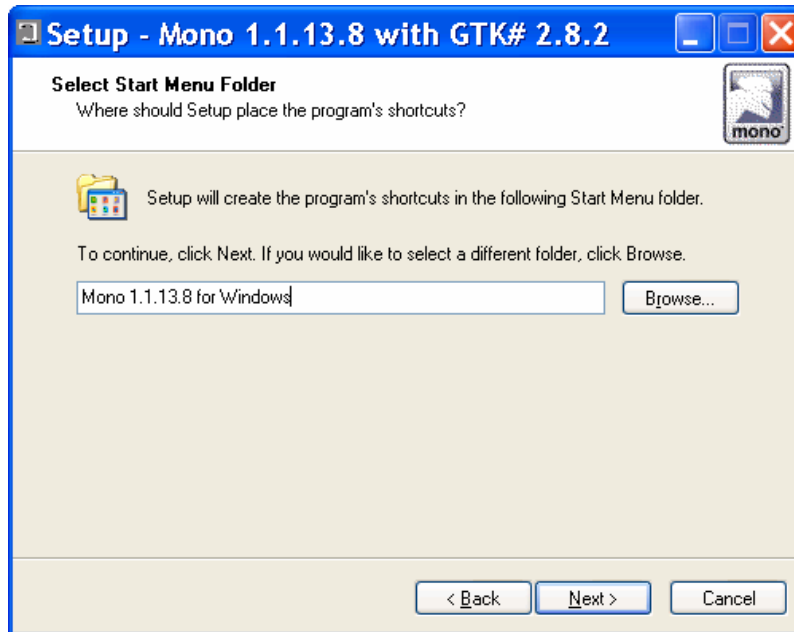 Setup - Mono 1.1.13.8 with GTK# 2.8.2
Select Start Menu Folder
Where should Setup place the program's shortcuts?
mono
Setup will create the program's shortcuts in the following Start Menu folder.
To continue, click Next. If you would like to select a different folder, click Browse.
Mono 1.1.13.8 for Windows
Browse...
< Back
Next >
Cancel